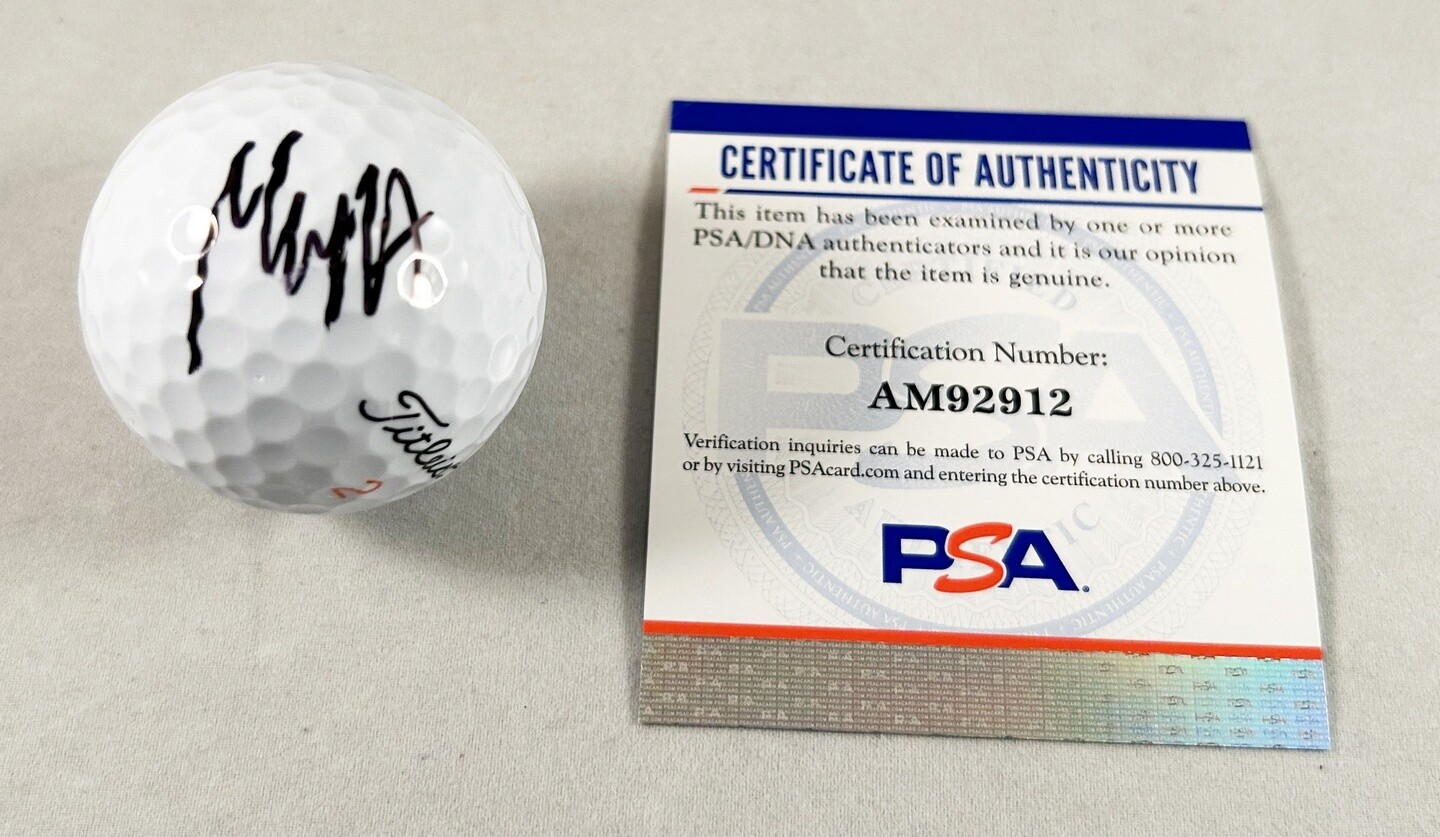 Titleist
2
CERTIFICATE OF AUTHENTICITY
This item has been examined by one or more
PSA/DNA authenticators and it is our opinion
that the item is genuine.
Certification Number:
AM92912
Verification inquiries can be made to PSA by calling 800-325-1121
or by visiting PSAcard.com and entering the certification number above.
PSA